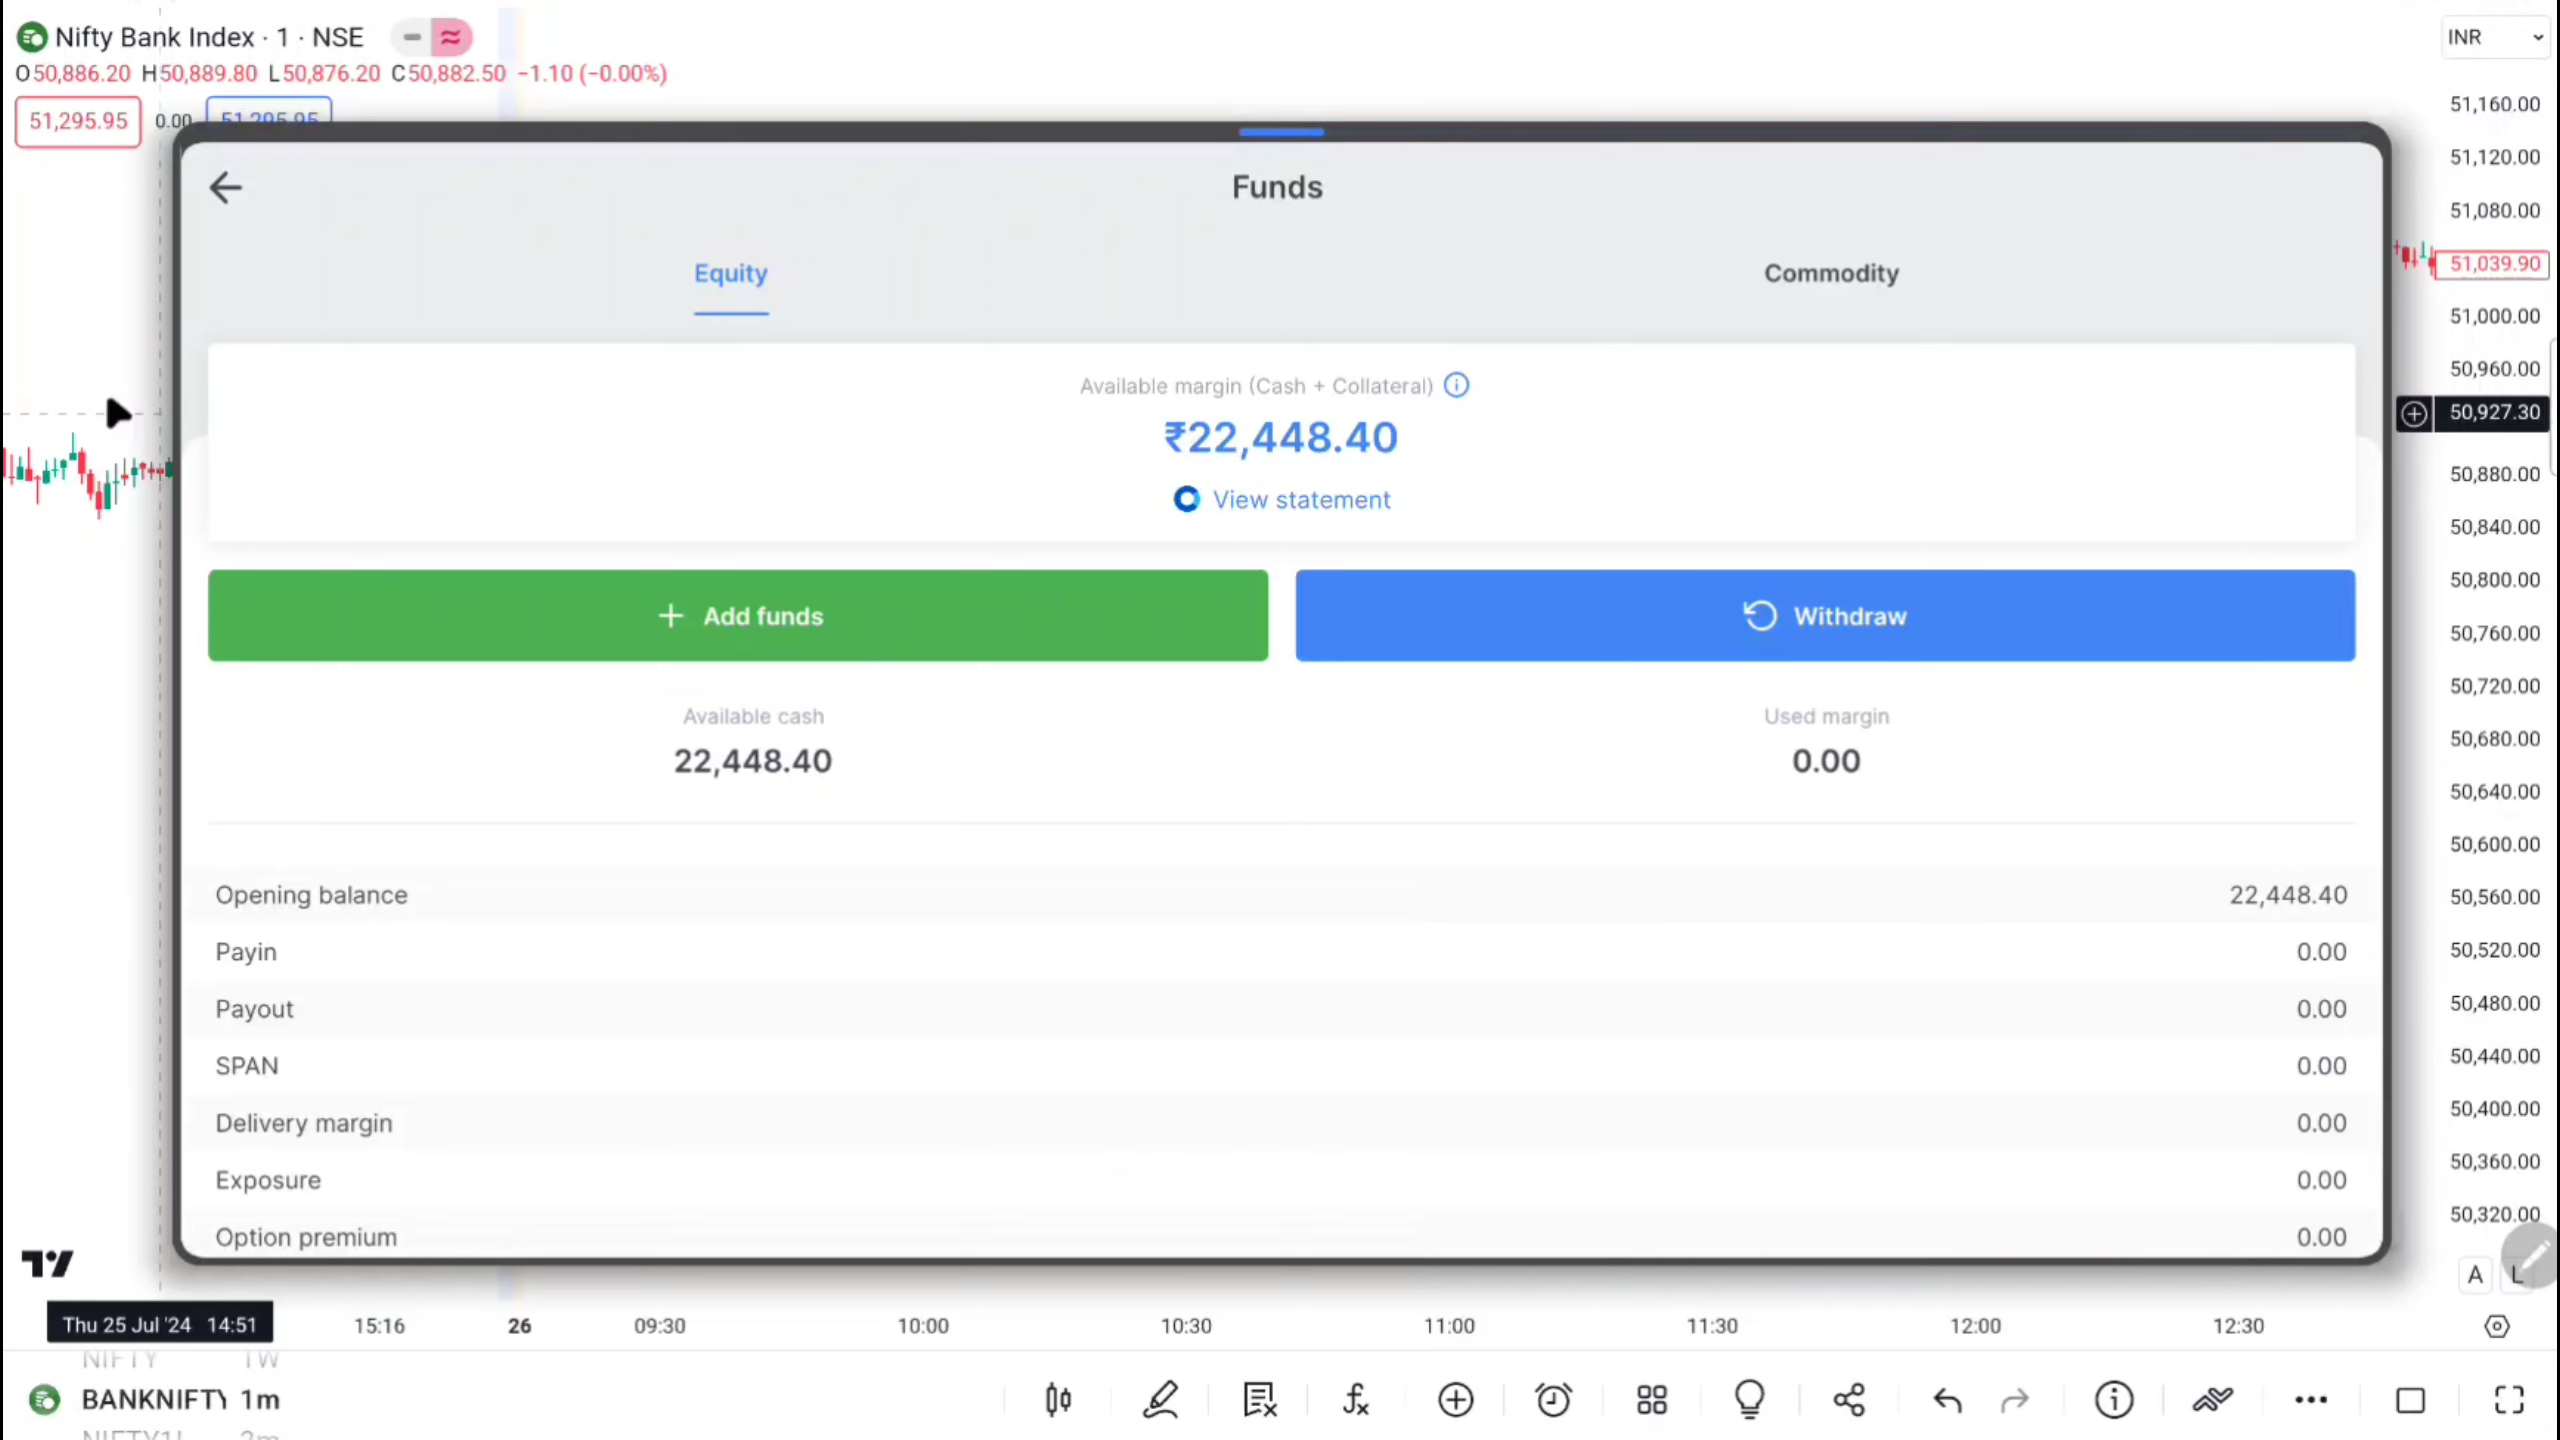 Nifty Bank Index · 1 · NSE
O50,886.20 H50,889.80 L50,876.20 C50,882.50 −1.10 (−0.00%)
51,295.95 0.00 51,295.95
INR
51,160.00
51,120.00
51,080.00
51,039.90
51,000.00
50,960.00
50,927.30
50,880.00
50,840.00
50,800.00
50,760.00
50,720.00
50,680.00
50,640.00
50,600.00
50,560.00
50,520.00
50,480.00
50,440.00
50,400.00
50,360.00
50,320.00
A L
Funds
Equity Commodity
Available margin (Cash + Collateral)
₹22,448.40
View statement
+ Add funds
Withdraw
Available cash Used margin
22,448.40 0.00
Opening balance 22,448.40
Payin 0.00
Payout 0.00
SPAN 0.00
Delivery margin 0.00
Exposure 0.00
Option premium 0.00
Thu 25 Jul '24 14:51 15:16 26 09:30 10:00 10:30 11:00 11:30 12:00 12:30
NIFTY 1W
BANKNIFTY 1m